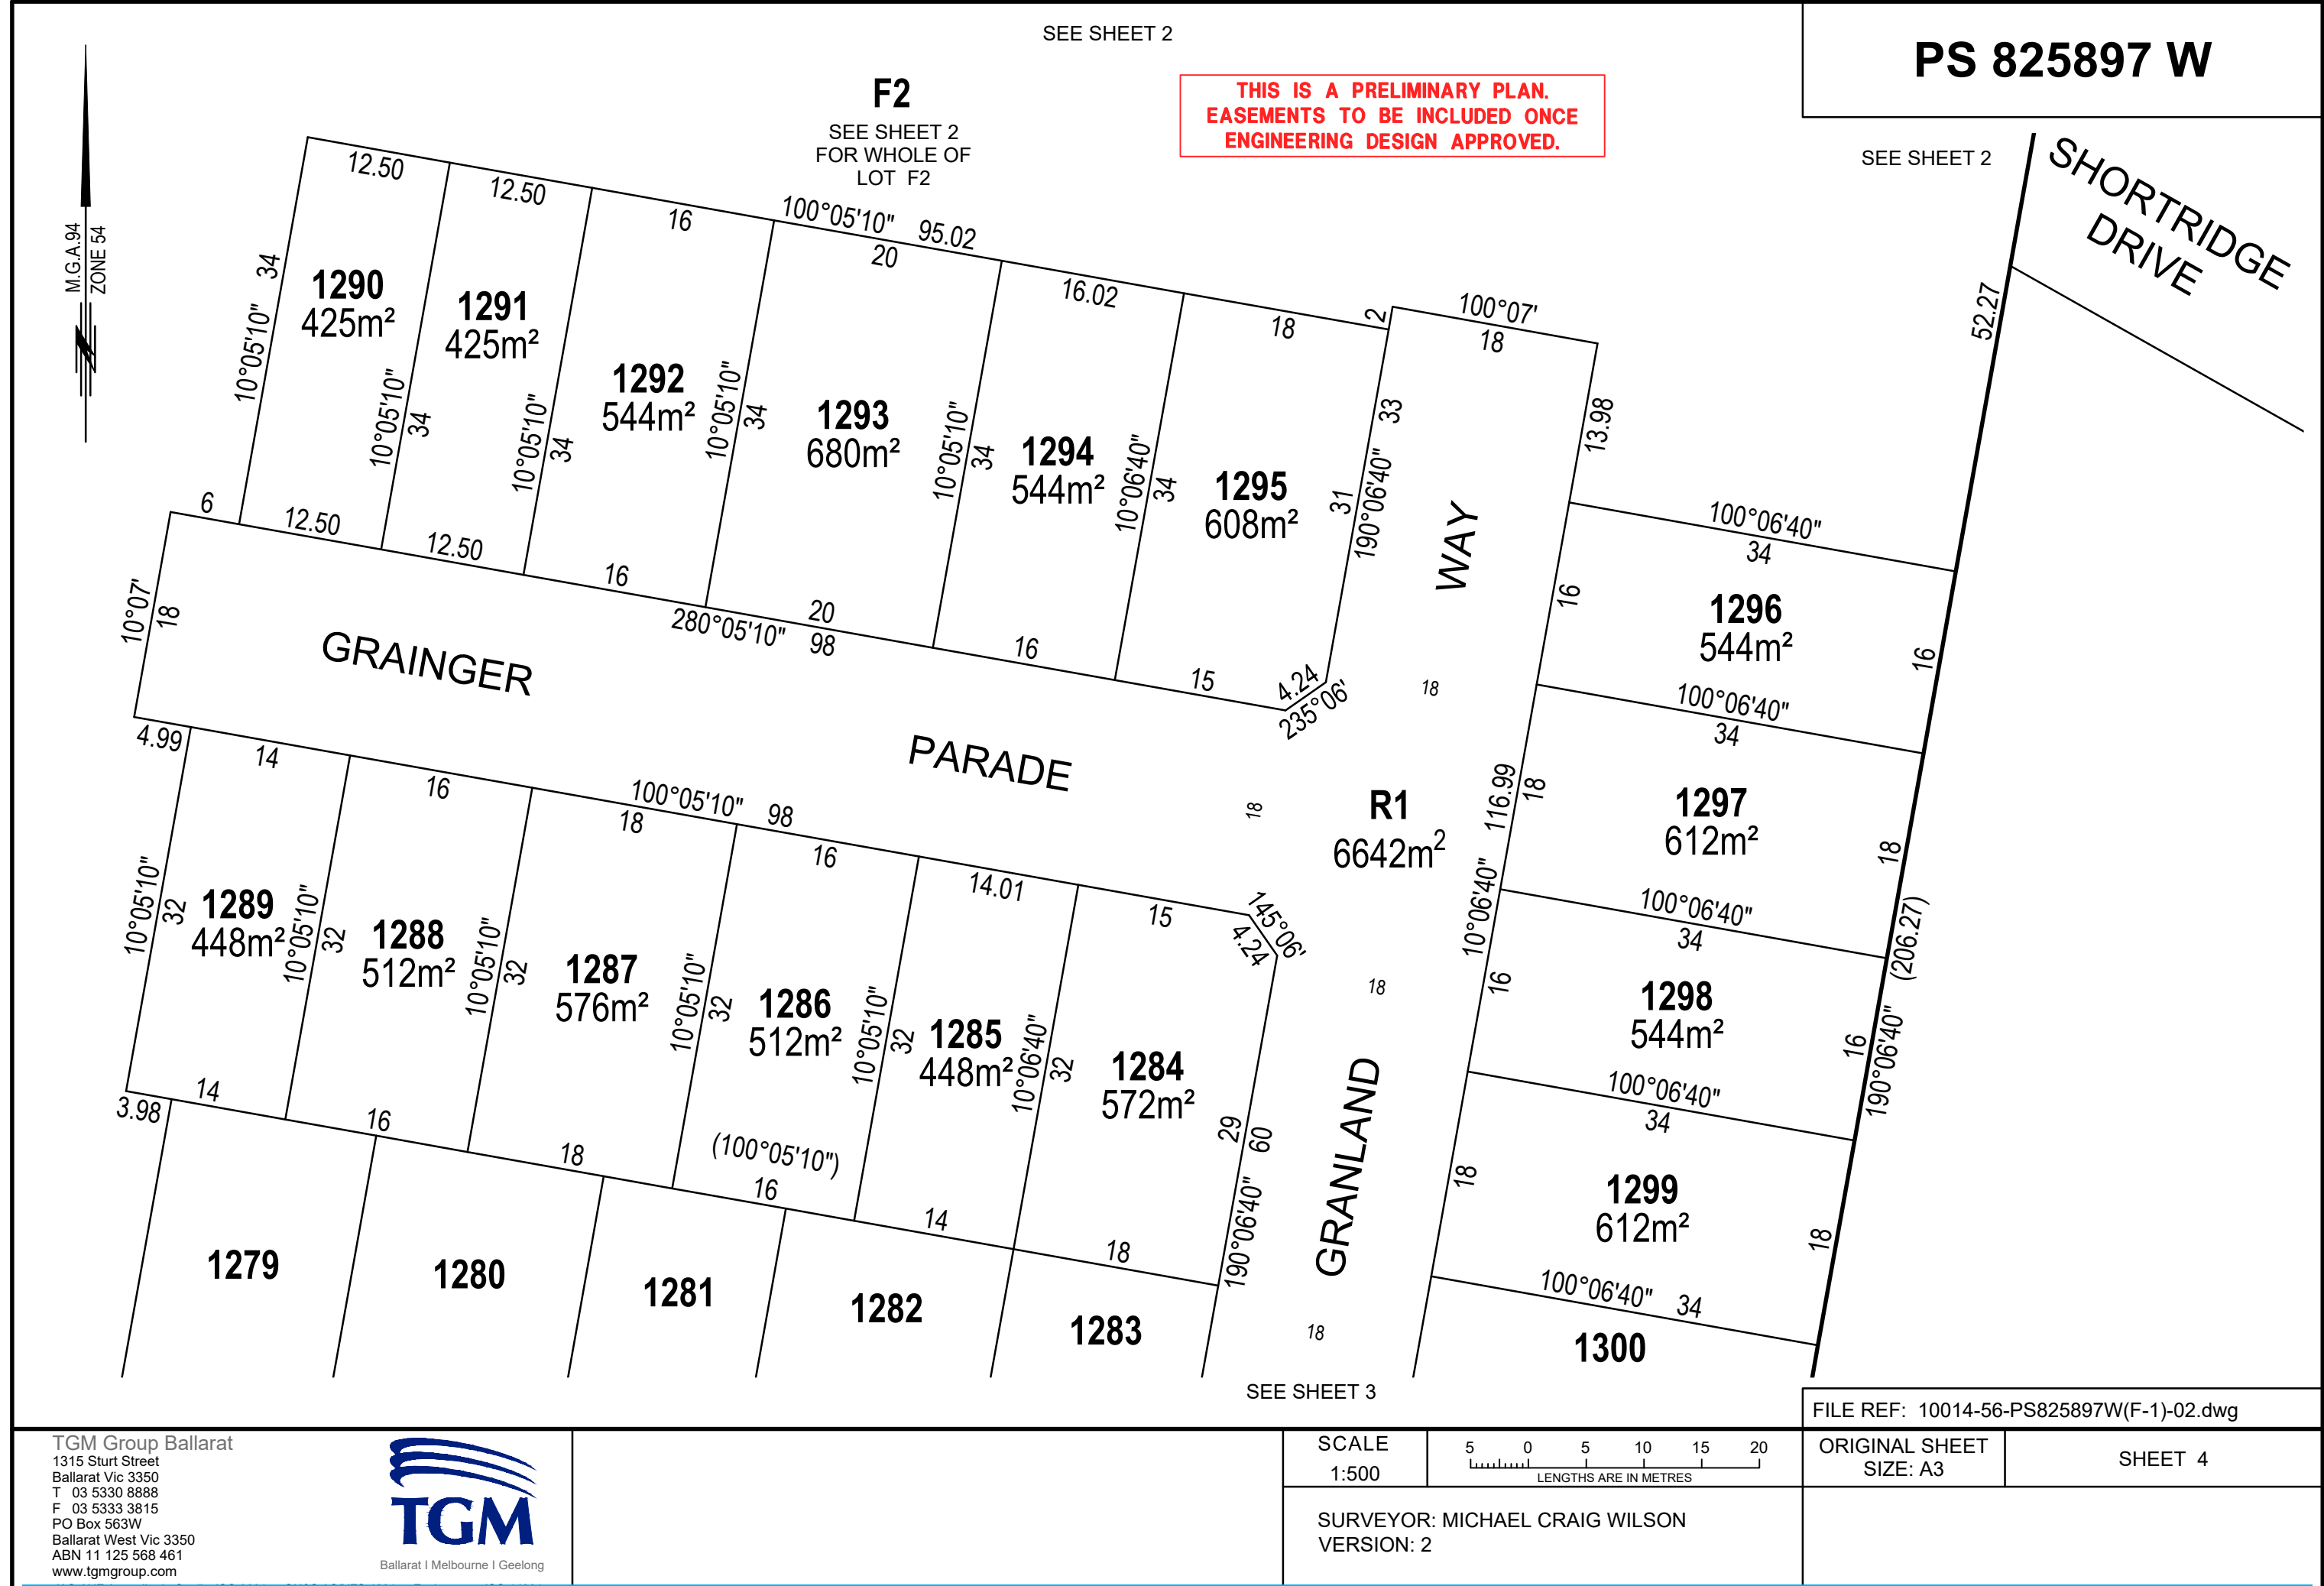 SEE SHEET 2
PS 825897 W
THIS IS A PRELIMINARY PLAN.
EASEMENTS TO BE INCLUDED ONCE
ENGINEERING DESIGN APPROVED.
F2
SEE SHEET 2
FOR WHOLE OF
LOT F2
SEE SHEET 2
SHORTRIDGE
DRIVE
M.G.A.94
ZONE 54
12.50
12.50
16
100°05'10" 95.02
20
16.02
18
2
100°07'
18
52.27
34
10°05'10"
1290
425m²
10°05'10"
34
1291
425m²
10°05'10"
34
1292
544m²
10°05'10"
34
1293
680m²
10°05'10"
34
1294
544m²
10°06'40"
34
1295
608m²
31
33
190°06'40"
13.98
WAY
6
12.50
12.50
16
20
280°05'10" 98
16
15
4.24
235°06'
10°07'
18
GRAINGER
PARADE
18
18
R1
6642m²
100°06'40"
34
16
1296
544m²
16
100°06'40"
34
116.99
10°06'40"
18
1297
612m²
18
100°06'40"
34
(206.27)
190°06'40"
16
1298
544m²
16
100°06'40"
34
18
1299
612m²
18
100°06'40" 34
1300
4.99
14
16
100°05'10" 98
18
16
14.01
15
145°06'
4.24
10°05'10"
32
1289
448m²
10°05'10"
32
1288
512m²
10°05'10"
32
1287
576m²
10°05'10"
32
1286
512m²
10°05'10"
32
1285
448m²
10°06'40"
32
1284
572m²
29
60
190°06'40"
18
GRANLAND
18
3.98
14
16
18
(100°05'10")
16
14
18
1279
1280
1281
1282
1283
SEE SHEET 3
FILE REF: 10014-56-PS825897W(F-1)-02.dwg
TGM Group Ballarat
1315 Sturt Street
Ballarat Vic 3350
T 03 5330 8888
F 03 5333 3815
PO Box 563W
Ballarat West Vic 3350
ABN 11 125 568 461
www.tgmgroup.com
TGM
Ballarat I Melbourne I Geelong
SCALE
1:500
5 0 5 10 15 20
LENGTHS ARE IN METRES
ORIGINAL SHEET
SIZE: A3
SHEET 4
SURVEYOR: MICHAEL CRAIG WILSON
VERSION: 2